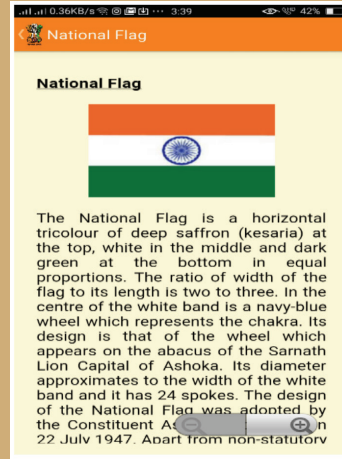 0.36KB/s 3:39 42%
National Flag
National Flag
The National Flag is a horizontal
tricolour of deep saffron (kesaria) at
the top, white in the middle and dark
green at the bottom in equal
proportions. The ratio of width of the
flag to its length is two to three. In the
centre of the white band is a navy-blue
wheel which represents the chakra. Its
design is that of the wheel which
appears on the abacus of the Sarnath
Lion Capital of Ashoka. Its diameter
approximates to the width of the white
band and it has 24 spokes. The design
of the National Flag was adopted by
the Constituent
22 July 1947. Apart from non-statutory